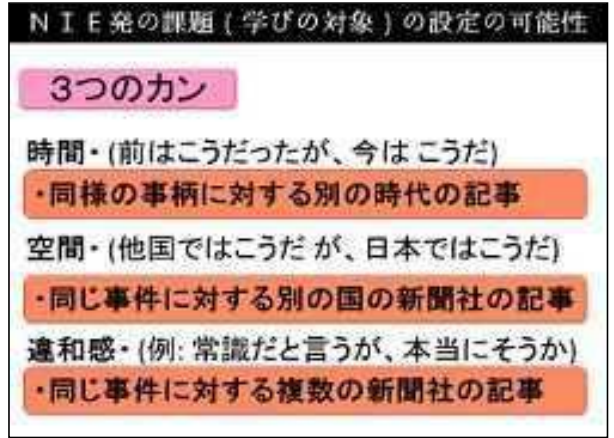 ＮＩＥ発の課題(学びの対象)の設定の可能性
３つのカン
時間・(前はこうだったが、今は こうだ)
・同様の事柄に対する別の時代の記事
空間・(他国ではこうだ が、日本ではこうだ)
・同じ事件に対する別の国の新聞社の記事
違和感・(例: 常識だと言うが、本当にそうか)
・同じ事件に対する複数の新聞社の記事